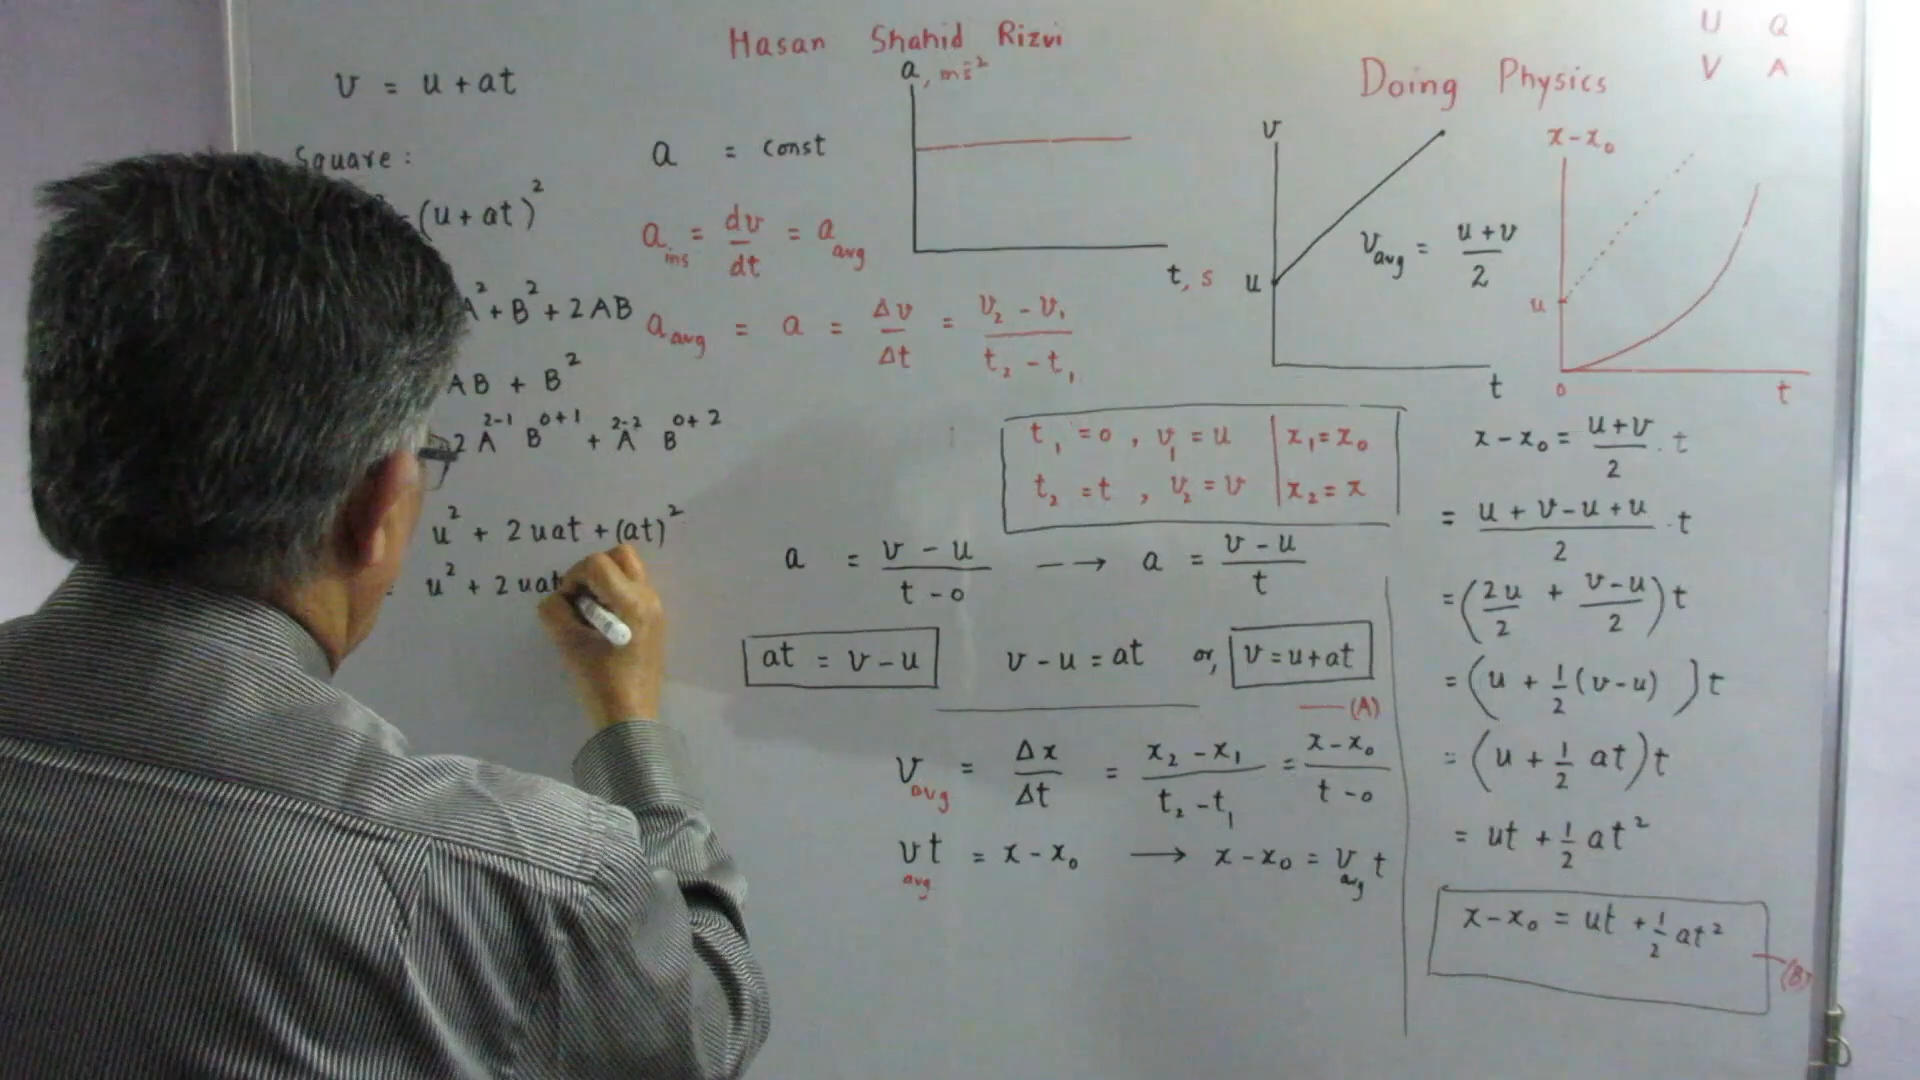 Hasan Shahid Rizvi
Doing Physics
U Q
V A
v = u + at
Square:
(u + at)²
A² + B² + 2AB
AB + B²
2 A²⁻¹ B⁰⁺¹ + A²⁻² B⁰⁺²
u² + 2uat + (at)²
u² + 2uat
a = const
a_ins = dv/dt = a_avg
a_avg = a = Δv/Δt = (v₂ - v₁)/(t₂ - t₁)
a, ms⁻²
t, s
v
u
t
v_avg = (u + v)/2
x - x₀
u
0
t
t₁ = 0, v₁ = u | x₁ = x₀
t₂ = t, v₂ = v | x₂ = x
a = (v - u)/(t - 0) --→ a = (v - u)/t
at = v - u
v - u = at or, v = u + at
— (A)
v_avg = Δx/Δt = (x₂ - x₁)/(t₂ - t₁) = (x - x₀)/(t - 0)
v_avg t = x - x₀ → x - x₀ = v_avg t
x - x₀ = (u + v)/2 . t
= (u + v - u + u)/2 . t
= (2u/2 + (v - u)/2) t
= (u + ½ (v - u)) t
= (u + ½ at) t
= ut + ½ at²
x - x₀ = ut + ½ at²
— (B)